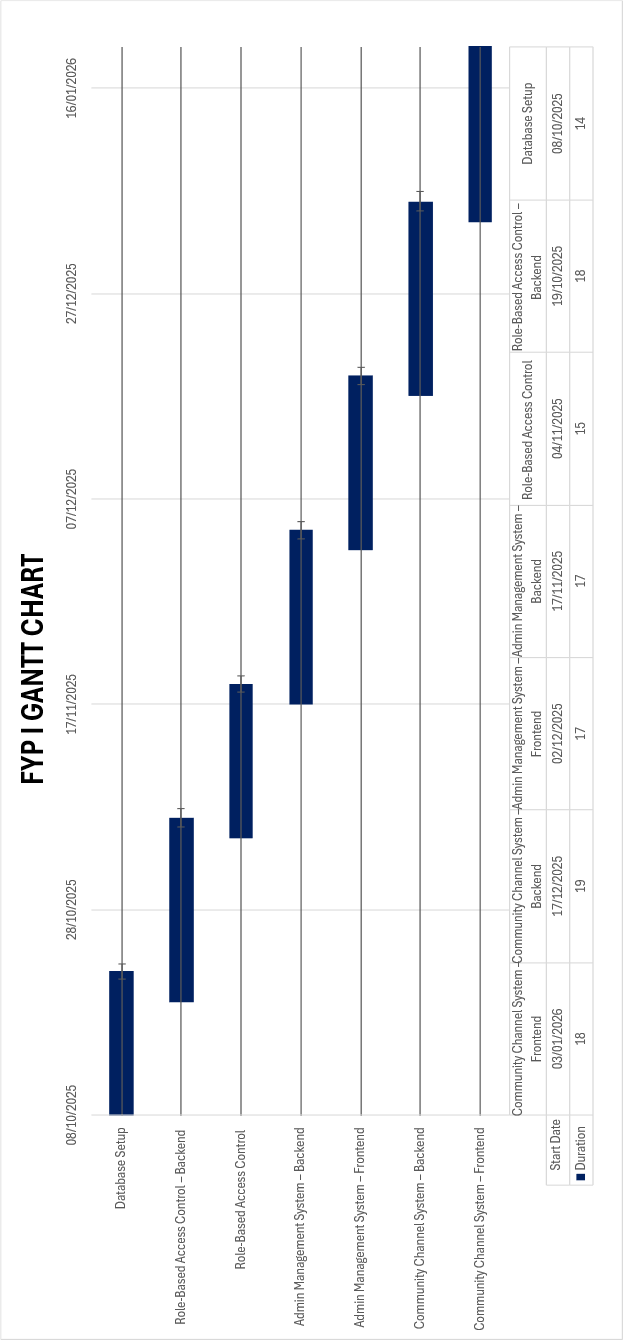 FYP I GANTT CHART
08/10/2025
28/10/2025
17/11/2025
07/12/2025
27/12/2025
16/01/2026
Database Setup
Role-Based Access Control – Backend
Role-Based Access Control
Admin Management System – Backend
Admin Management System – Frontend
Community Channel System – Backend
Community Channel System – Frontend
Community Channel System –
Frontend
Community Channel System –
Backend
Admin Management System –
Frontend
Admin Management System –
Backend
Role-Based Access Control
Role-Based Access Control –
Backend
Database Setup
Start Date
03/01/2026
17/12/2025
02/12/2025
17/11/2025
04/11/2025
19/10/2025
08/10/2025
Duration
18
19
17
17
15
18
14